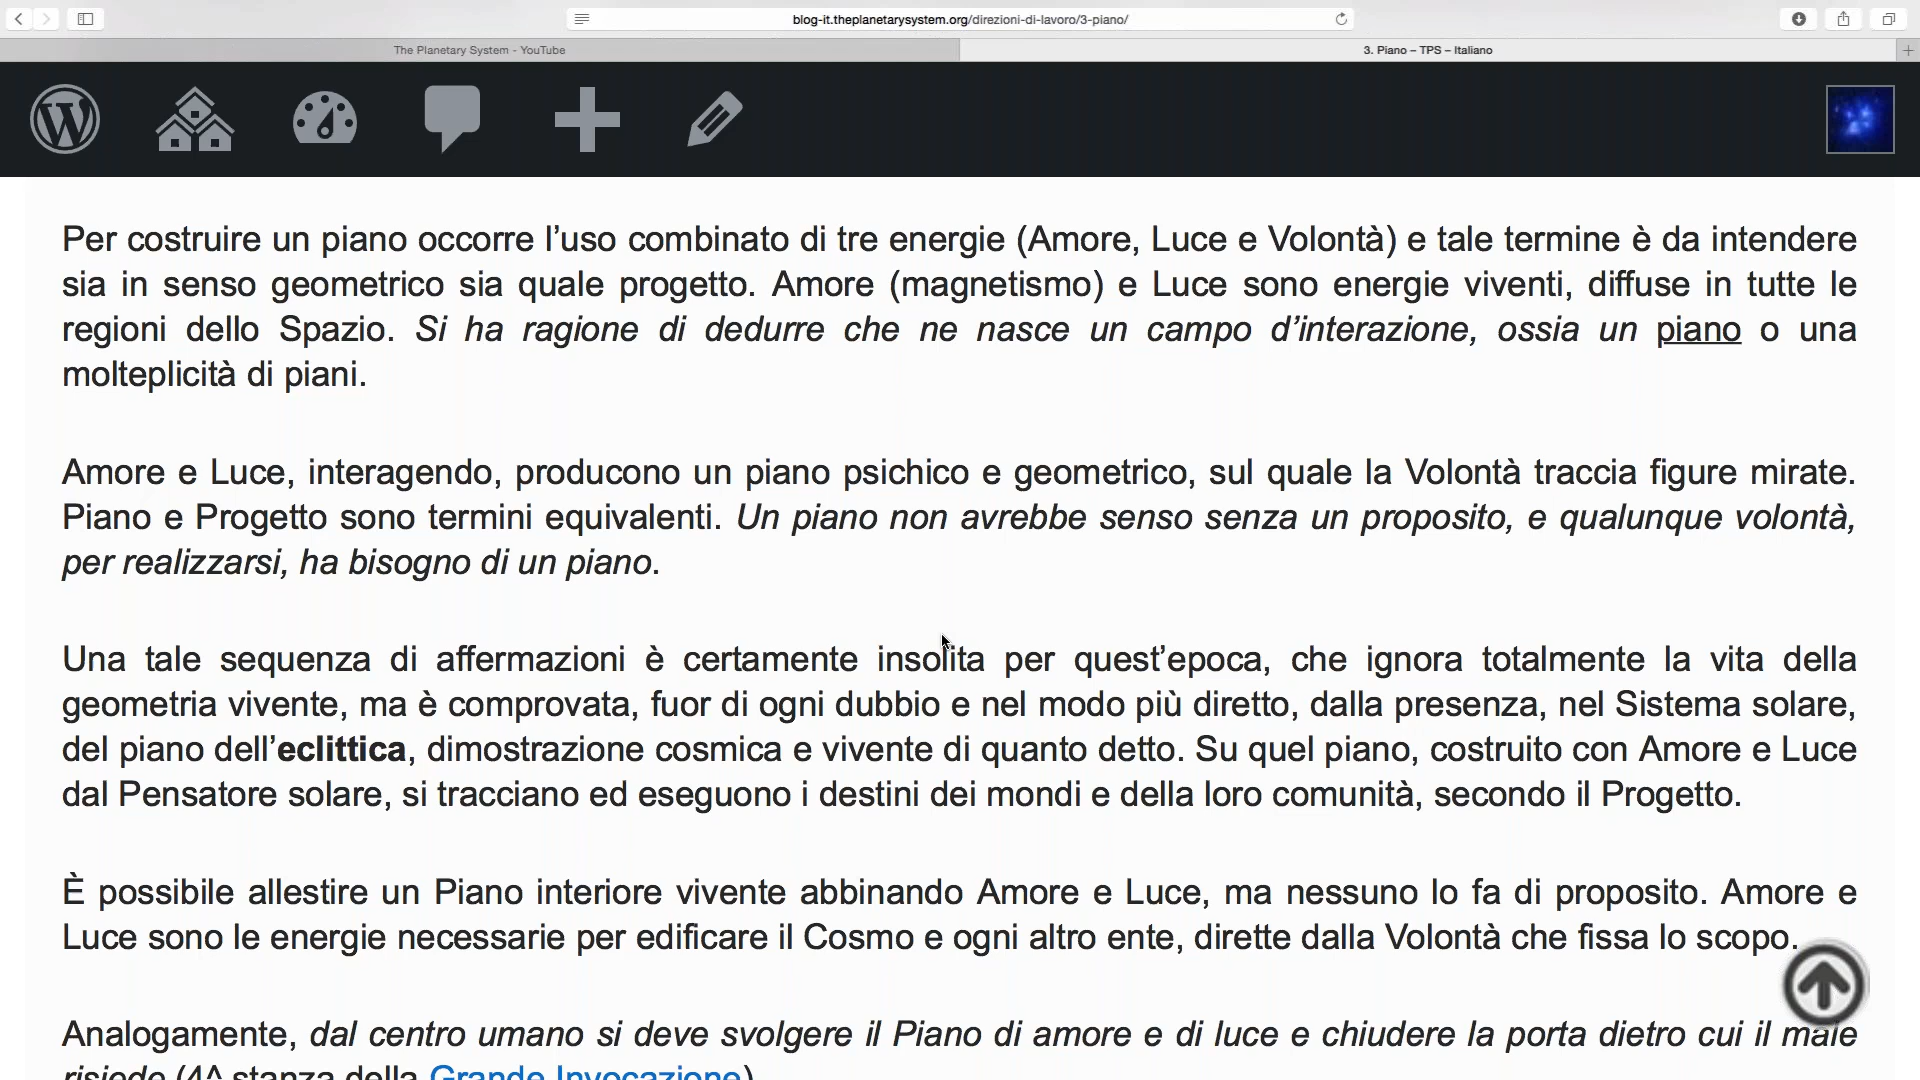 blog-it.theplanetarysystem.org/direzioni-di-lavoro/3-piano/
The Planetary System - YouTube
3. Piano – TPS – Italiano
Per costruire un piano occorre l’uso combinato di tre energie (Amore, Luce e Volontà) e tale termine è da intendere
sia in senso geometrico sia quale progetto. Amore (magnetismo) e Luce sono energie viventi, diffuse in tutte le
regioni dello Spazio. Si ha ragione di dedurre che ne nasce un campo d’interazione, ossia un piano o una
molteplicità di piani.
Amore e Luce, interagendo, producono un piano psichico e geometrico, sul quale la Volontà traccia figure mirate.
Piano e Progetto sono termini equivalenti. Un piano non avrebbe senso senza un proposito, e qualunque volontà,
per realizzarsi, ha bisogno di un piano.
Una tale sequenza di affermazioni è certamente insolita per quest’epoca, che ignora totalmente la vita della
geometria vivente, ma è comprovata, fuor di ogni dubbio e nel modo più diretto, dalla presenza, nel Sistema solare,
del piano dell’eclittica, dimostrazione cosmica e vivente di quanto detto. Su quel piano, costruito con Amore e Luce
dal Pensatore solare, si tracciano ed eseguono i destini dei mondi e della loro comunità, secondo il Progetto.
È possibile allestire un Piano interiore vivente abbinando Amore e Luce, ma nessuno lo fa di proposito. Amore e
Luce sono le energie necessarie per edificare il Cosmo e ogni altro ente, dirette dalla Volontà che fissa lo scopo.
Analogamente, dal centro umano si deve svolgere il Piano di amore e di luce e chiudere la porta dietro cui il male
risiede (4^ stanza della Grande Invocazione)